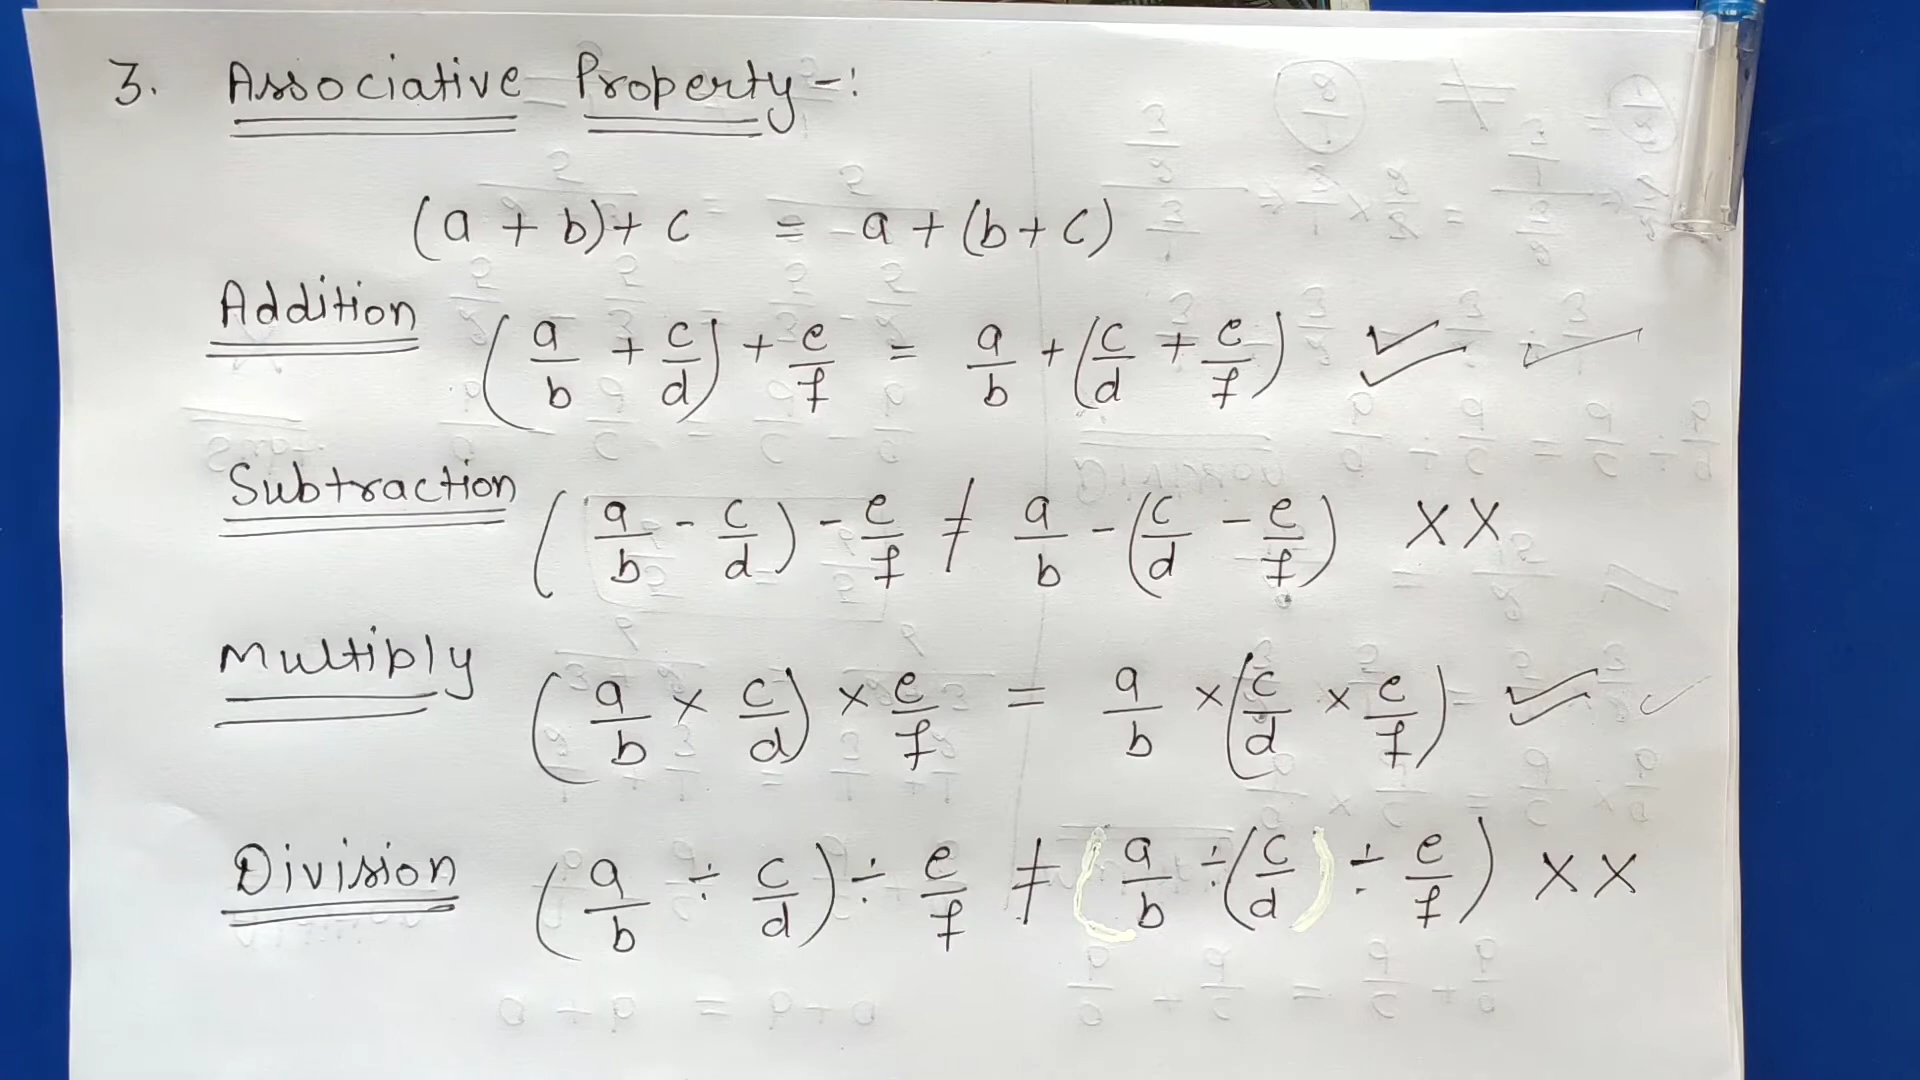 3. Associative Property -:
(a + b) + c = a + (b + c)
Addition (a/b + c/d) + e/f = a/b + (c/d + e/f) ✓✓ ✓
Subtraction (a/b - c/d) - e/f ≠ a/b - (c/d - e/f) XX
Multiply (a/b × c/d) × e/f = a/b × (c/d × e/f) ✓✓ ✓
Division (a/b ÷ c/d) ÷ e/f ≠ a/b ÷ (c/d ÷ e/f) XX